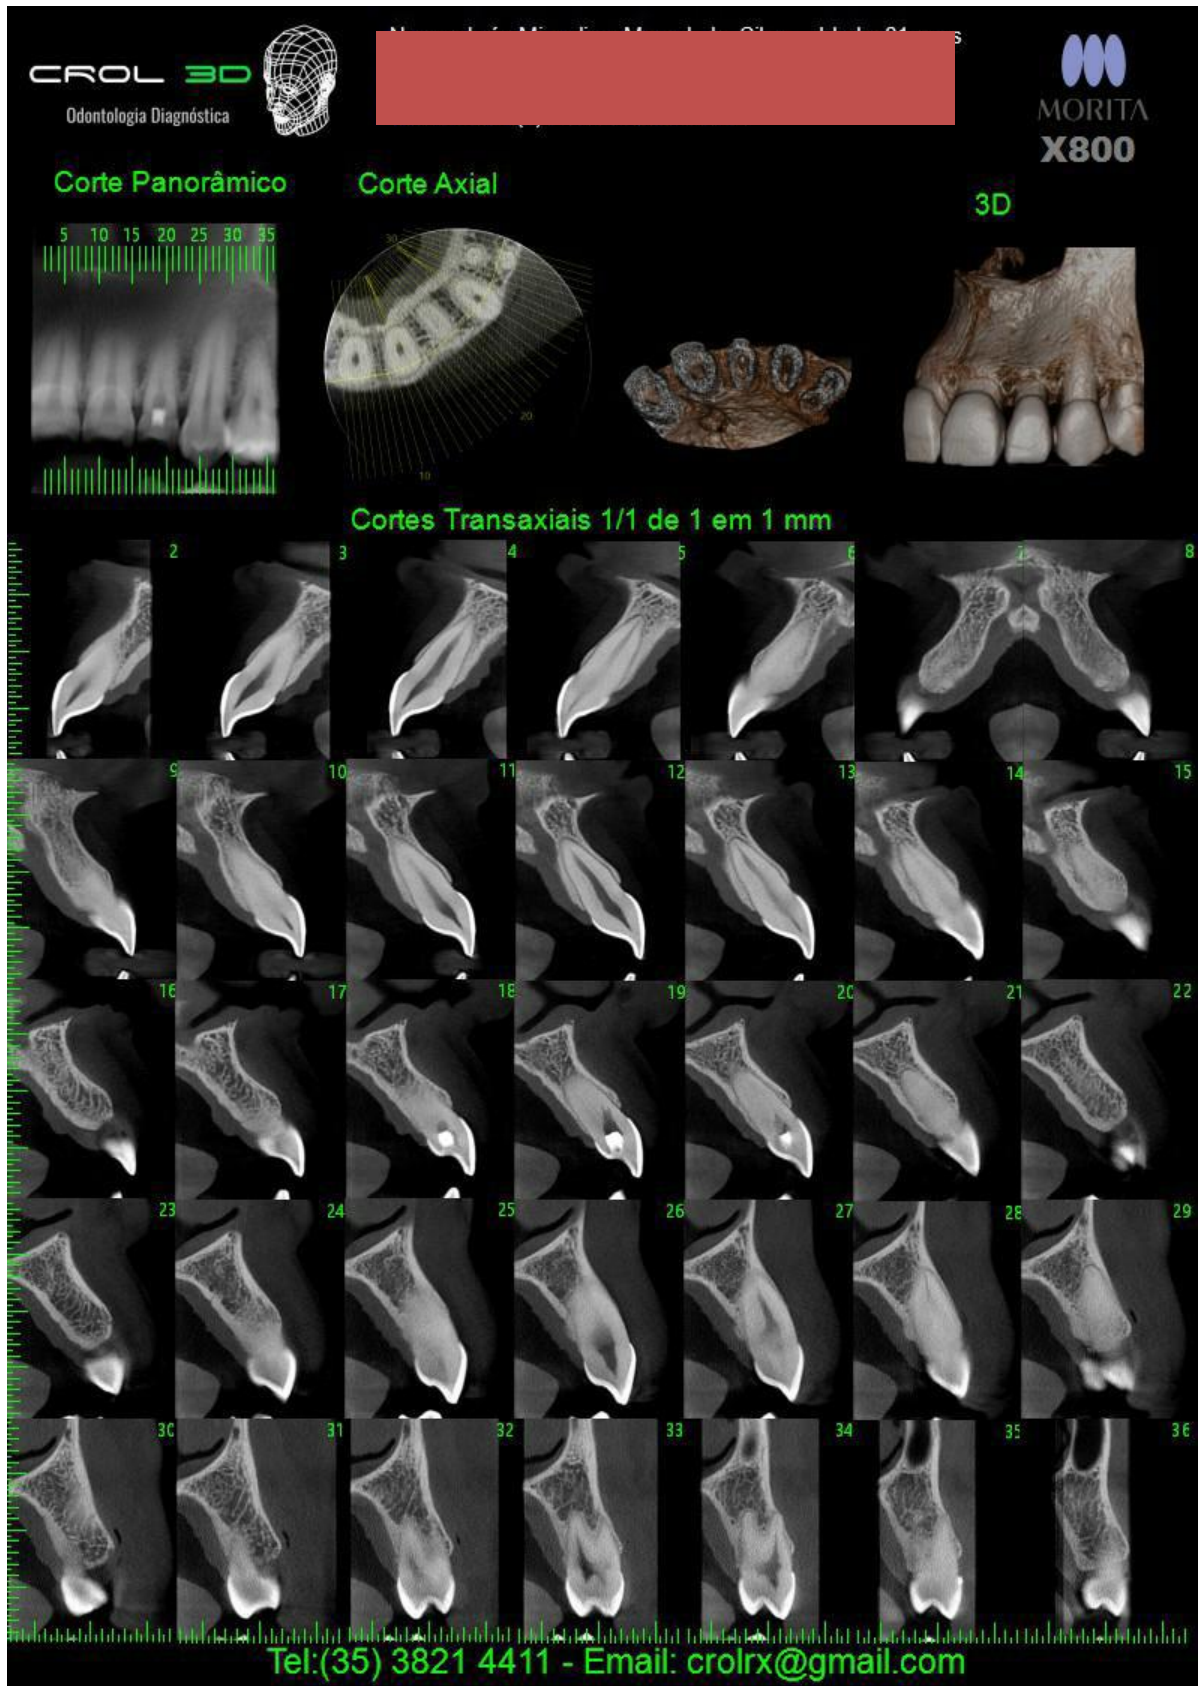 CROL 3D
Odontologia Diagnóstica
MORITA
X800
Corte Panorâmico
Corte Axial
3D
5 10 15 20 25 30 35
30
20
10
Cortes Transaxiais 1/1 de 1 em 1 mm
2 3 4 5 6 7 8
9 10 11 12 13 14 15
16 17 18 19 20 21 22
23 24 25 26 27 28 29
30 31 32 33 34 35 36
Tel:(35) 3821 4411 - Email: crolrx@gmail.com